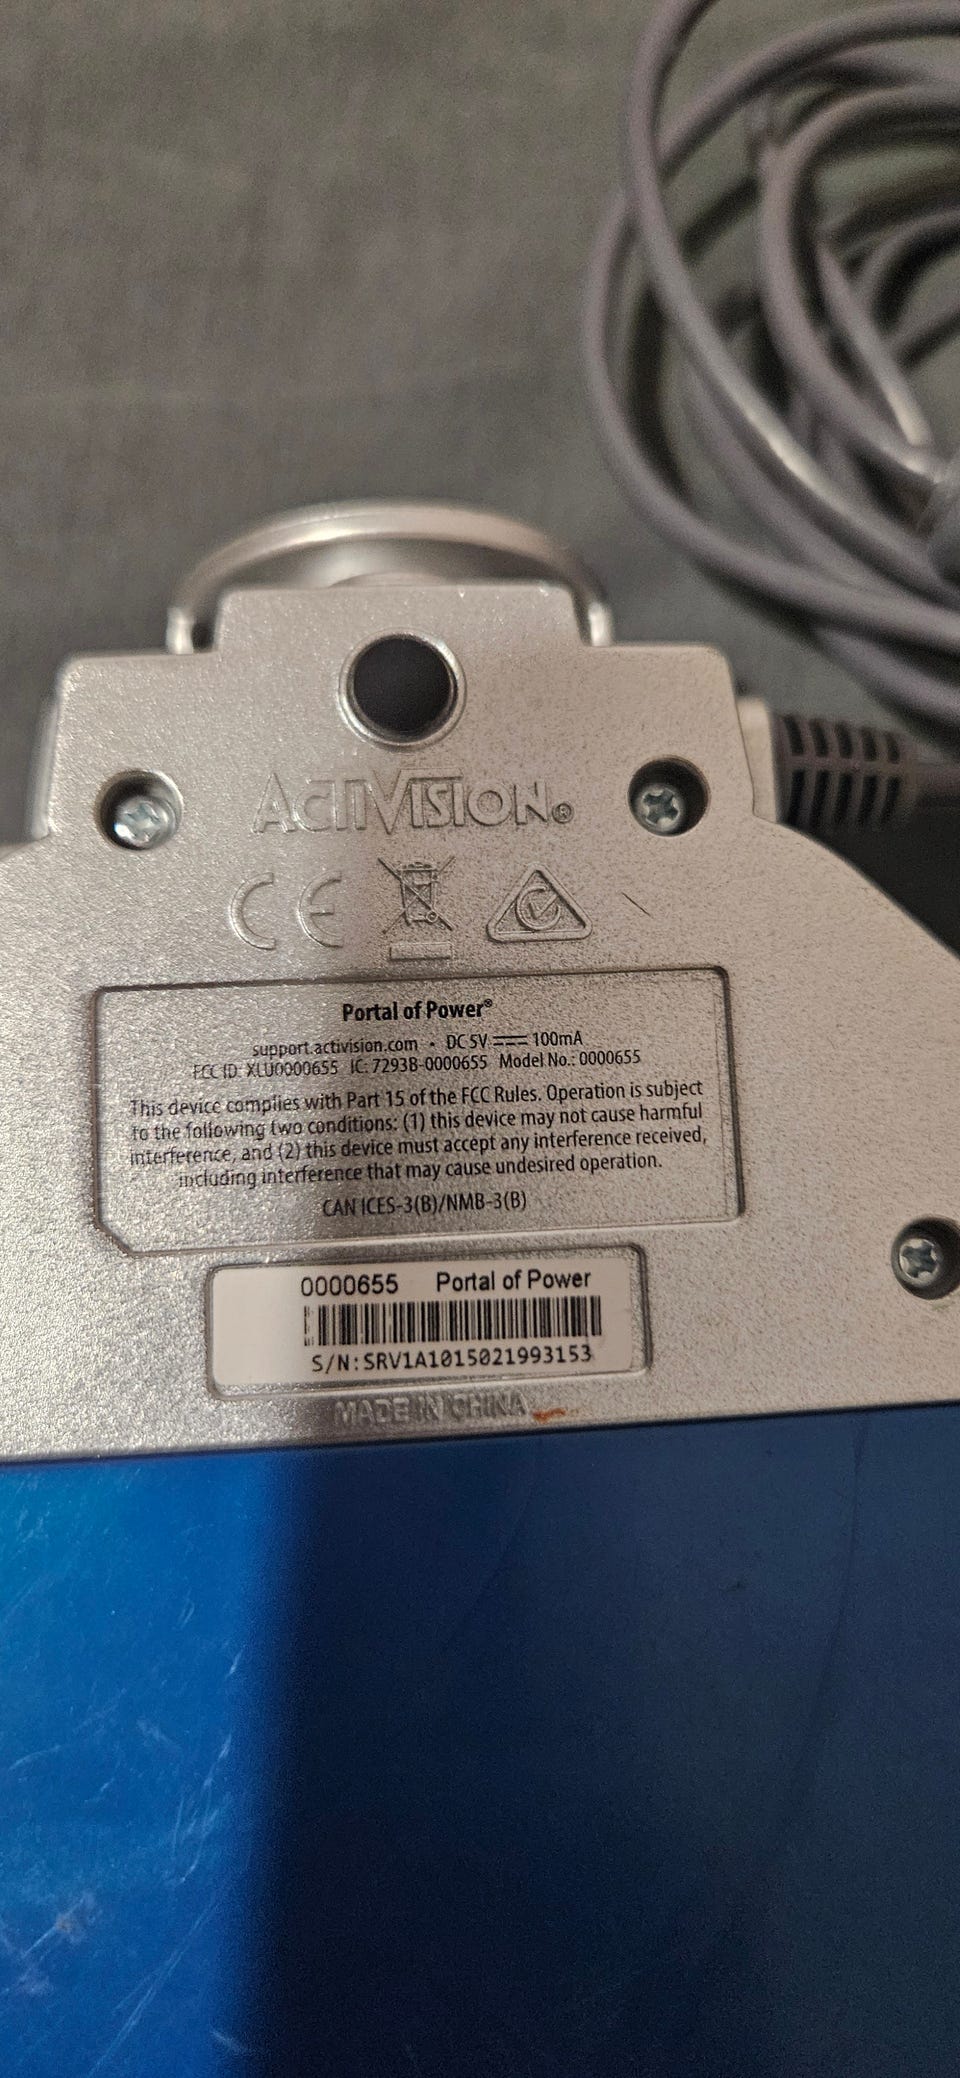 ACTIVISION®
CE
Portal of Power®
support.activision.com · DC 5V 100mA
FCC ID: XLU0000655 IC: 7293B-0000655 Model No.: 0000655
This device complies with Part 15 of the FCC Rules. Operation is subject
to the following two conditions: (1) this device may not cause harmful
interference, and (2) this device must accept any interference received,
including interference that may cause undesired operation.
CAN ICES-3(B)/NMB-3(B)
0000655 Portal of Power
S/N:SRV1A1015021993153
MADE IN CHINA